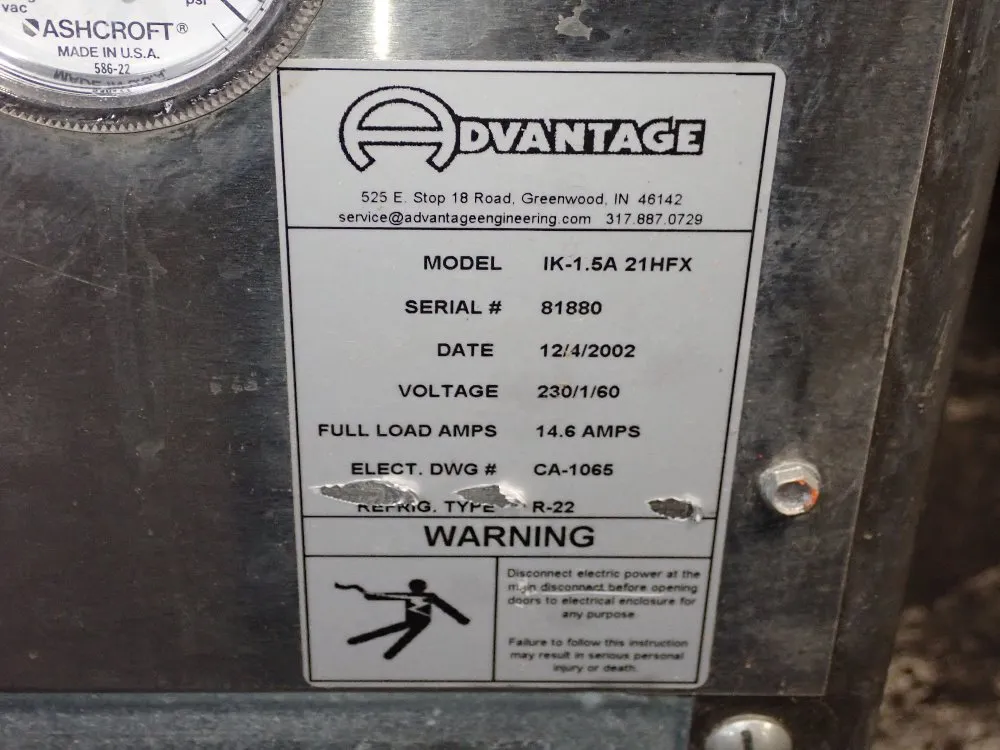 vac
psi
ASHCROFT®
MADE IN U.S.A.
586-22
ADVANTAGE
525 E. Stop 18 Road, Greenwood, IN 46142
service@advantageengineering.com 317.887.0729
MODEL IK-1.5A 21HFX
SERIAL # 81880
DATE 12/4/2002
VOLTAGE 230/1/60
FULL LOAD AMPS 14.6 AMPS
ELECT. DWG # CA-1065
REFRIG. TYPE R-22
WARNING
Disconnect electric power at the
main disconnect before opening
doors to electrical enclosure for
any purpose
Failure to follow this instruction
may result in serious personal
injury or death.